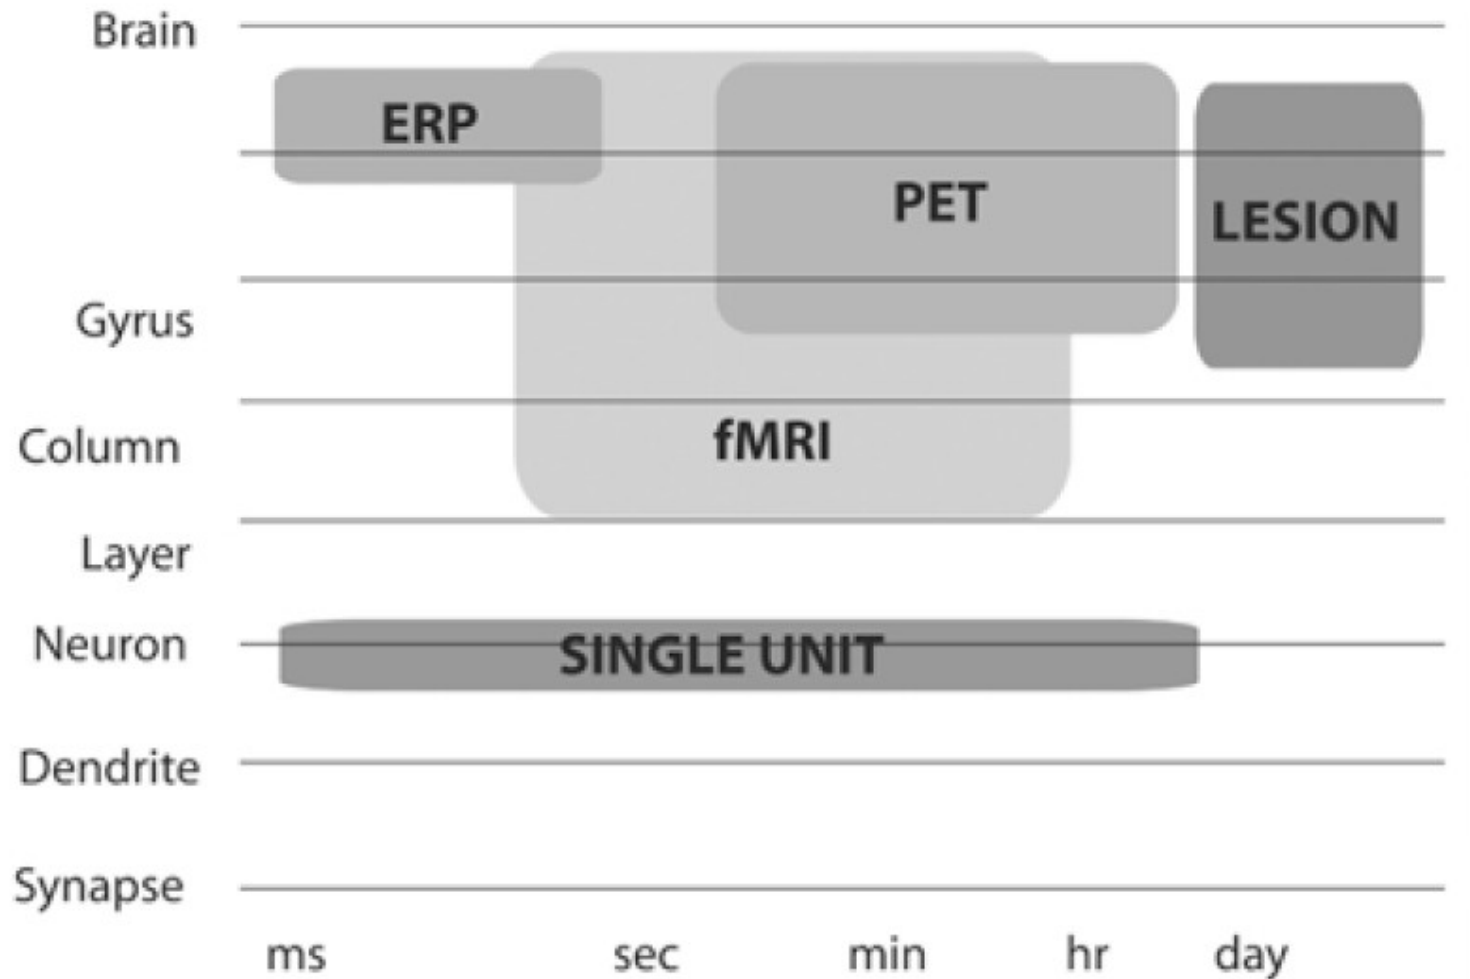 Brain
ERP
PET
LESION
Gyrus
fMRI
Column
Layer
Neuron
SINGLE UNIT
Dendrite
Synapse
ms sec min hr day